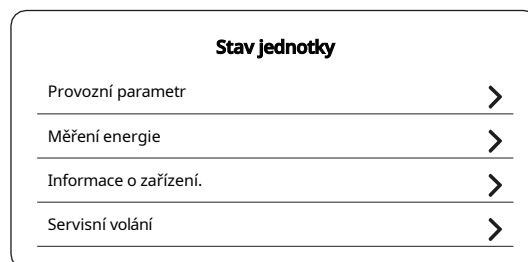 Stav jednotky
Provozní parametr
Měření energie
Informace o zařízení.
Servisní volání